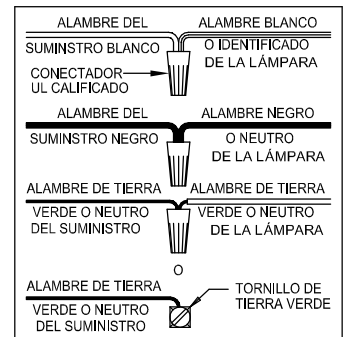 ALAMBRE DEL
SUMINSTRO BLANCO
ALAMBRE BLANCO
O IDENTIFICADO
DE LA LÁMPARA
CONECTADOR
UL CALIFICADO
ALAMBRE DEL
SUMINSTRO NEGRO
ALAMBRE NEGRO
O NEUTRO
DE LA LÁMPARA
ALAMBRE DE TIERRA
VERDE O NEUTRO
DEL SUMINISTRO
ALAMBRE DE TIERRA
VERDE O NEUTRO
DE LA LÁMPARA
O
ALAMBRE DE TIERRA
VERDE O NEUTRO
DEL SUMINISTRO
TORNILLO DE
TIERRA VERDE